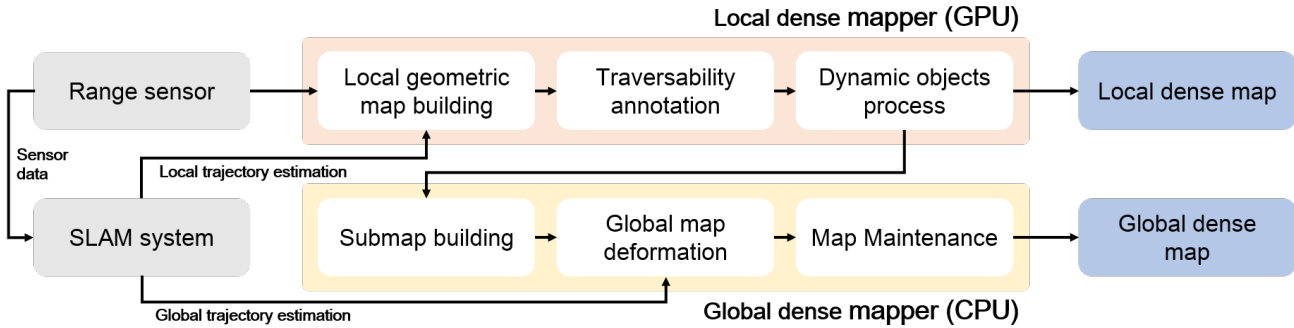 Local dense mapper (GPU)
Range sensor
Local geometric
map building
Traversability
annotation
Dynamic objects
process
Local dense map
Sensor
data
Local trajectory estimation
SLAM system
Submap building
Global map
deformation
Map Maintenance
Global dense
map
Global trajectory estimation
Global dense mapper (CPU)